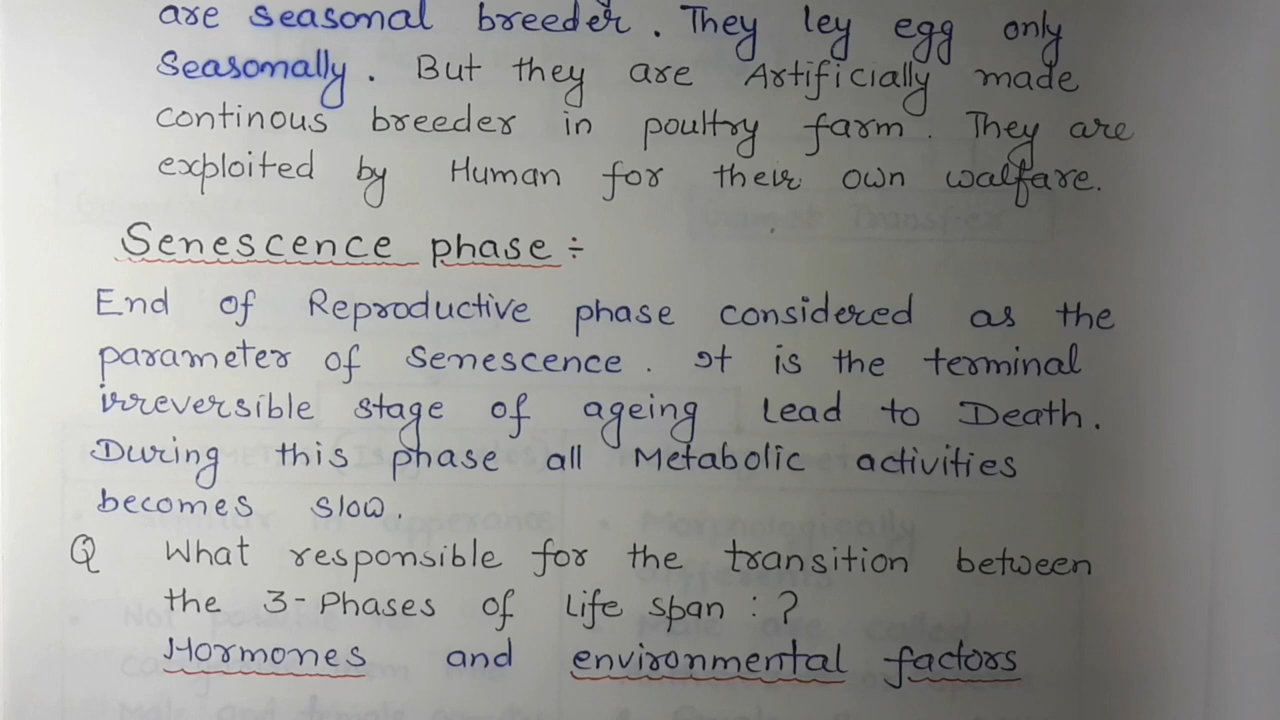 are seasonal breeder. They ley egg only
Seasomally. But they are Artificially made
continous breeder in poultry farm. They are
exploited by Human for their own walfare.
Senescence phase ÷
End of Reproductive phase considered as the
parameter of senescence. It is the terminal
irreversible stage of ageing lead to Death.
During this phase all Metabolic activities
becomes slow.
Q What responsible for the transition between
the 3-Phases of Life span : ?
Hormones and environmental factors